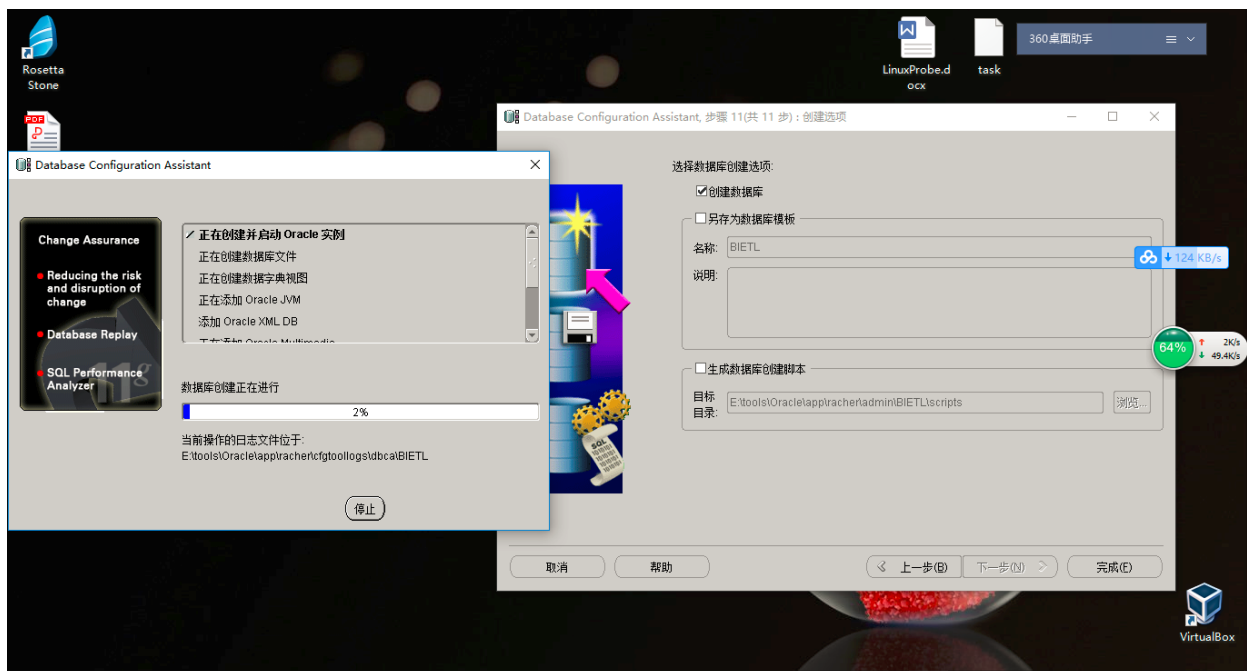 Rosetta
Stone
LinuxProbe.d
ocx
task
360桌面助手
PDF
Database Configuration Assistant, 步骤 11(共 11 步) : 创建选项
选择数据库创建选项:
创建数据库
另存为数据库模板
名称:
BIETL
说明:
生成数据库创建脚本
目标
目录:
E:\tools\Oracle\app\racher\admin\BIETL\scripts
浏览...
SQL
取消
帮助
上一步(B)
下一步(N)
完成(F)
Database Configuration Assistant
Change Assurance
Reducing the risk
and disruption of
change
Database Replay
SQL Performance
Analyzer
11g
正在创建并启动 Oracle 实例
正在创建数据库文件
正在创建数据字典视图
正在添加 Oracle JVM
添加 Oracle XML DB
正在添加 Oracle Multimedia
数据库创建正在进行
2%
当前操作的日志文件位于:
E:\tools\Oracle\app\racher\cfgtoollogs\dbca\BIETL
停止
124 KB/s
64%
2K/s
49.4K/s
VirtualBox